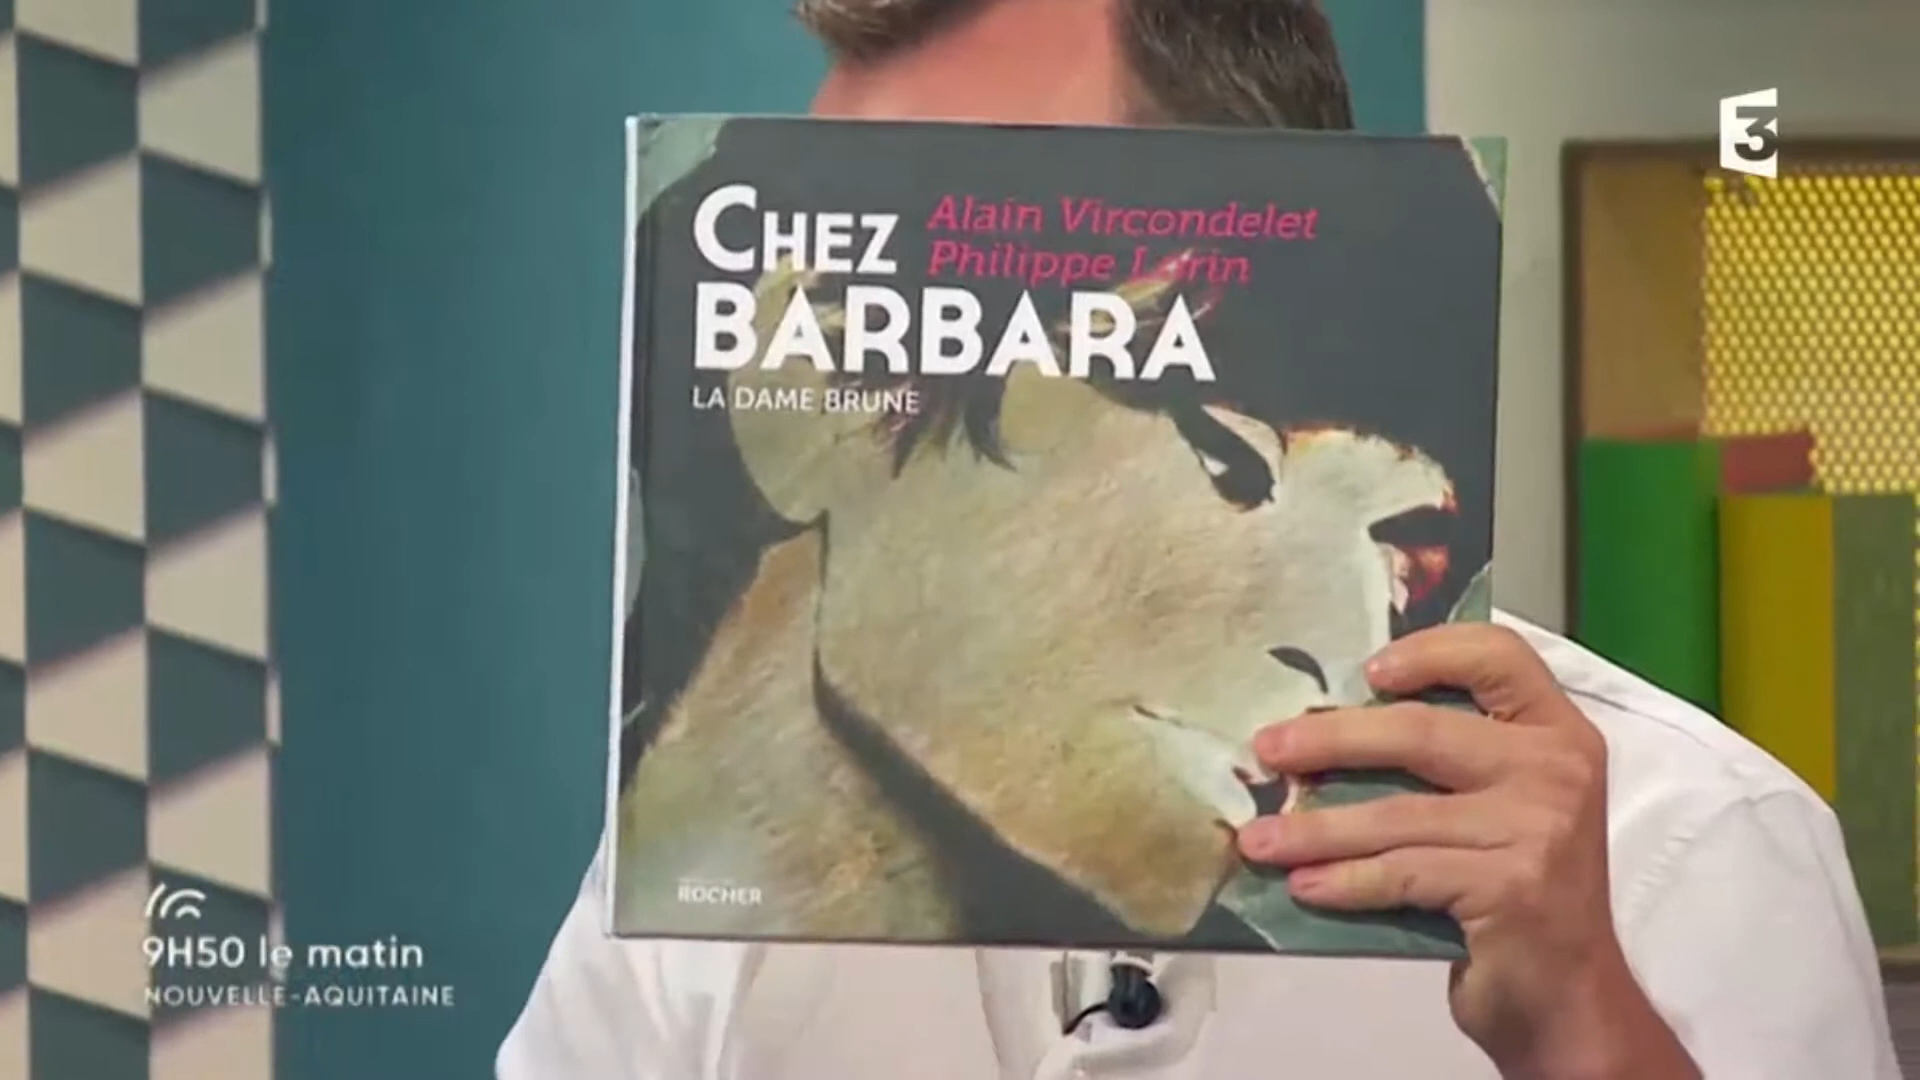 3
CHEZ
BARBARA
Alain Vircondelet
Philippe Lorin
LA DAME BRUNE
ROCHER
9H50 le matin
NOUVELLE-AQUITAINE